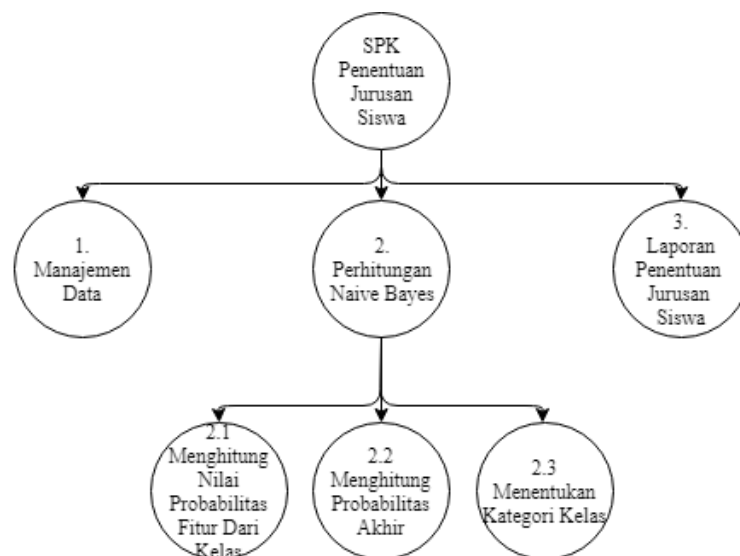 SPK
Penentuan
Jurusan
Siswa
1.
Manajemen
Data
2.
Perhitungan
Naive Bayes
3.
Laporan
Penentuan
Jurusan
Siswa
2.1
Menghitung
Nilai
Probabilitas
Fitur Dari
Kelas
2.2
Menghitung
Probabilitas
Akhir
2.3
Menentukan
Kategori Kelas